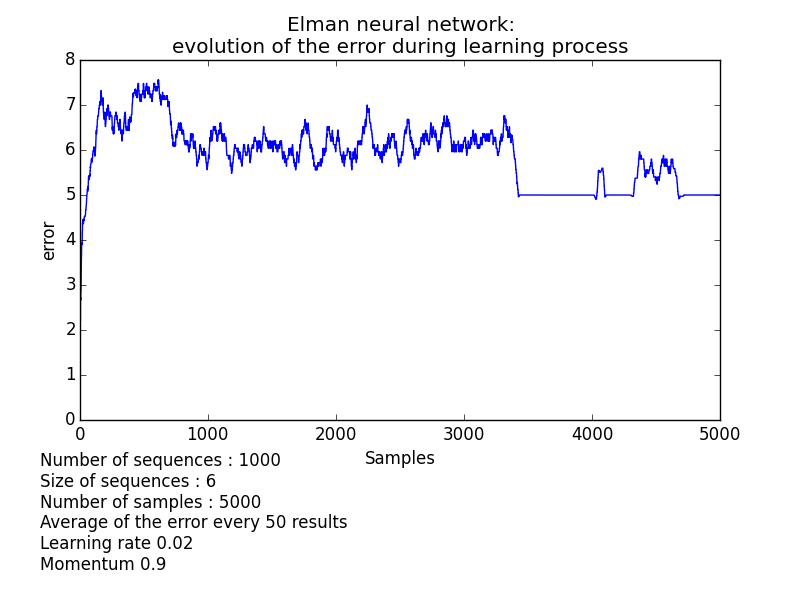 Elman neural network:
evolution of the error during learning process
8
7
6
5
4
3
2
1
0
error
0 1000 2000 3000 4000 5000
Samples
Number of sequences : 1000
Size of sequences : 6
Number of samples : 5000
Average of the error every 50 results
Learning rate 0.02
Momentum 0.9